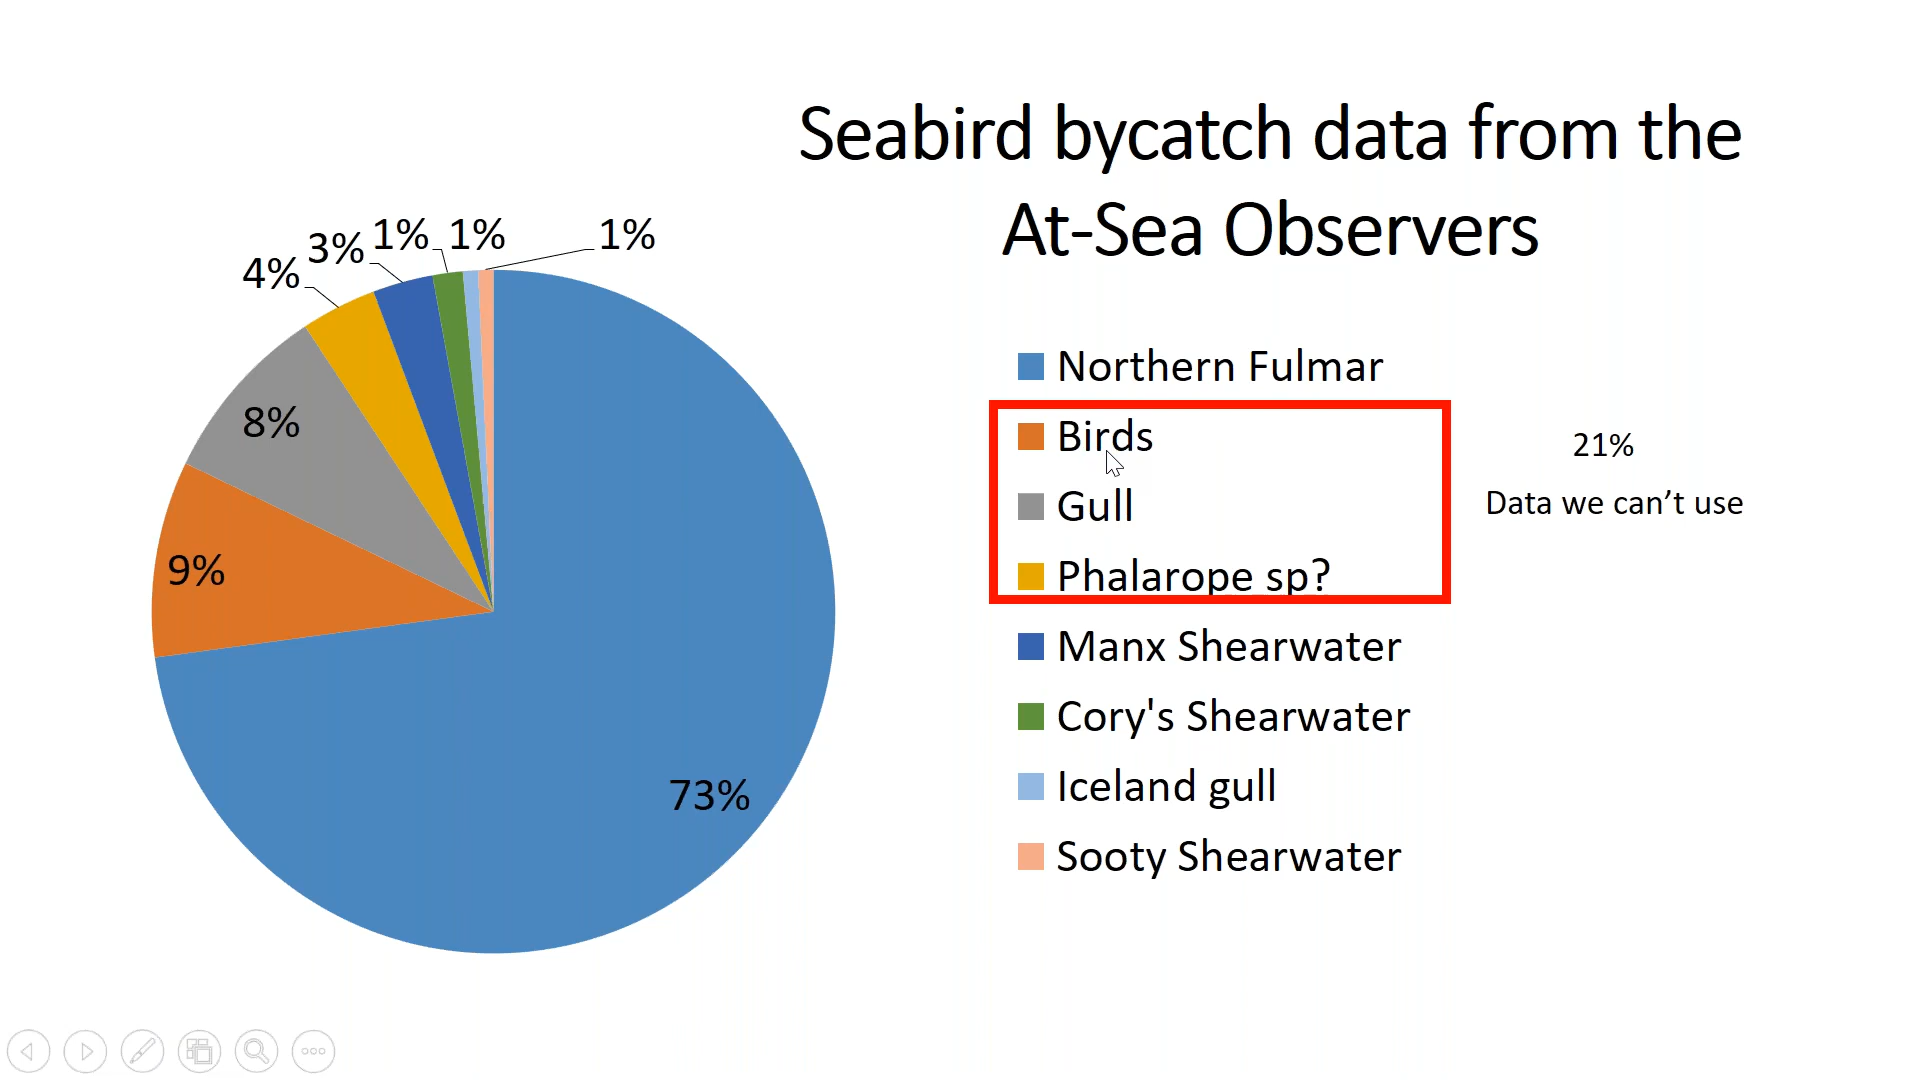 Seabird bycatch data from the
At-Sea Observers
4%
3%
1%
1%
1%
8%
9%
73%
Northern Fulmar
Birds
Gull
Phalarope sp?
Manx Shearwater
Cory's Shearwater
Iceland gull
Sooty Shearwater
21%
Data we can’t use